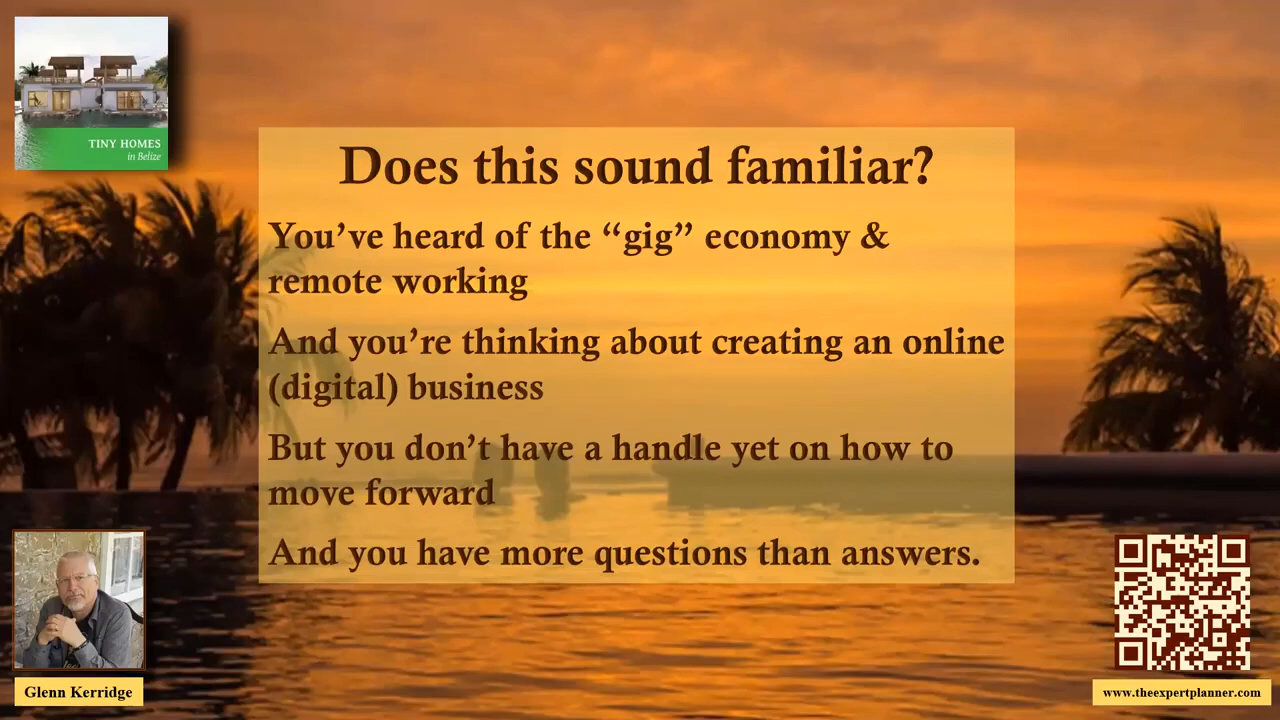 TINY HOMES
in Belize
Does this sound familiar?
You’ve heard of the “gig” economy &
remote working
And you’re thinking about creating an online
(digital) business
But you don’t have a handle yet on how to
move forward
And you have more questions than answers.
Glenn Kerridge
www.theexpertplanner.com